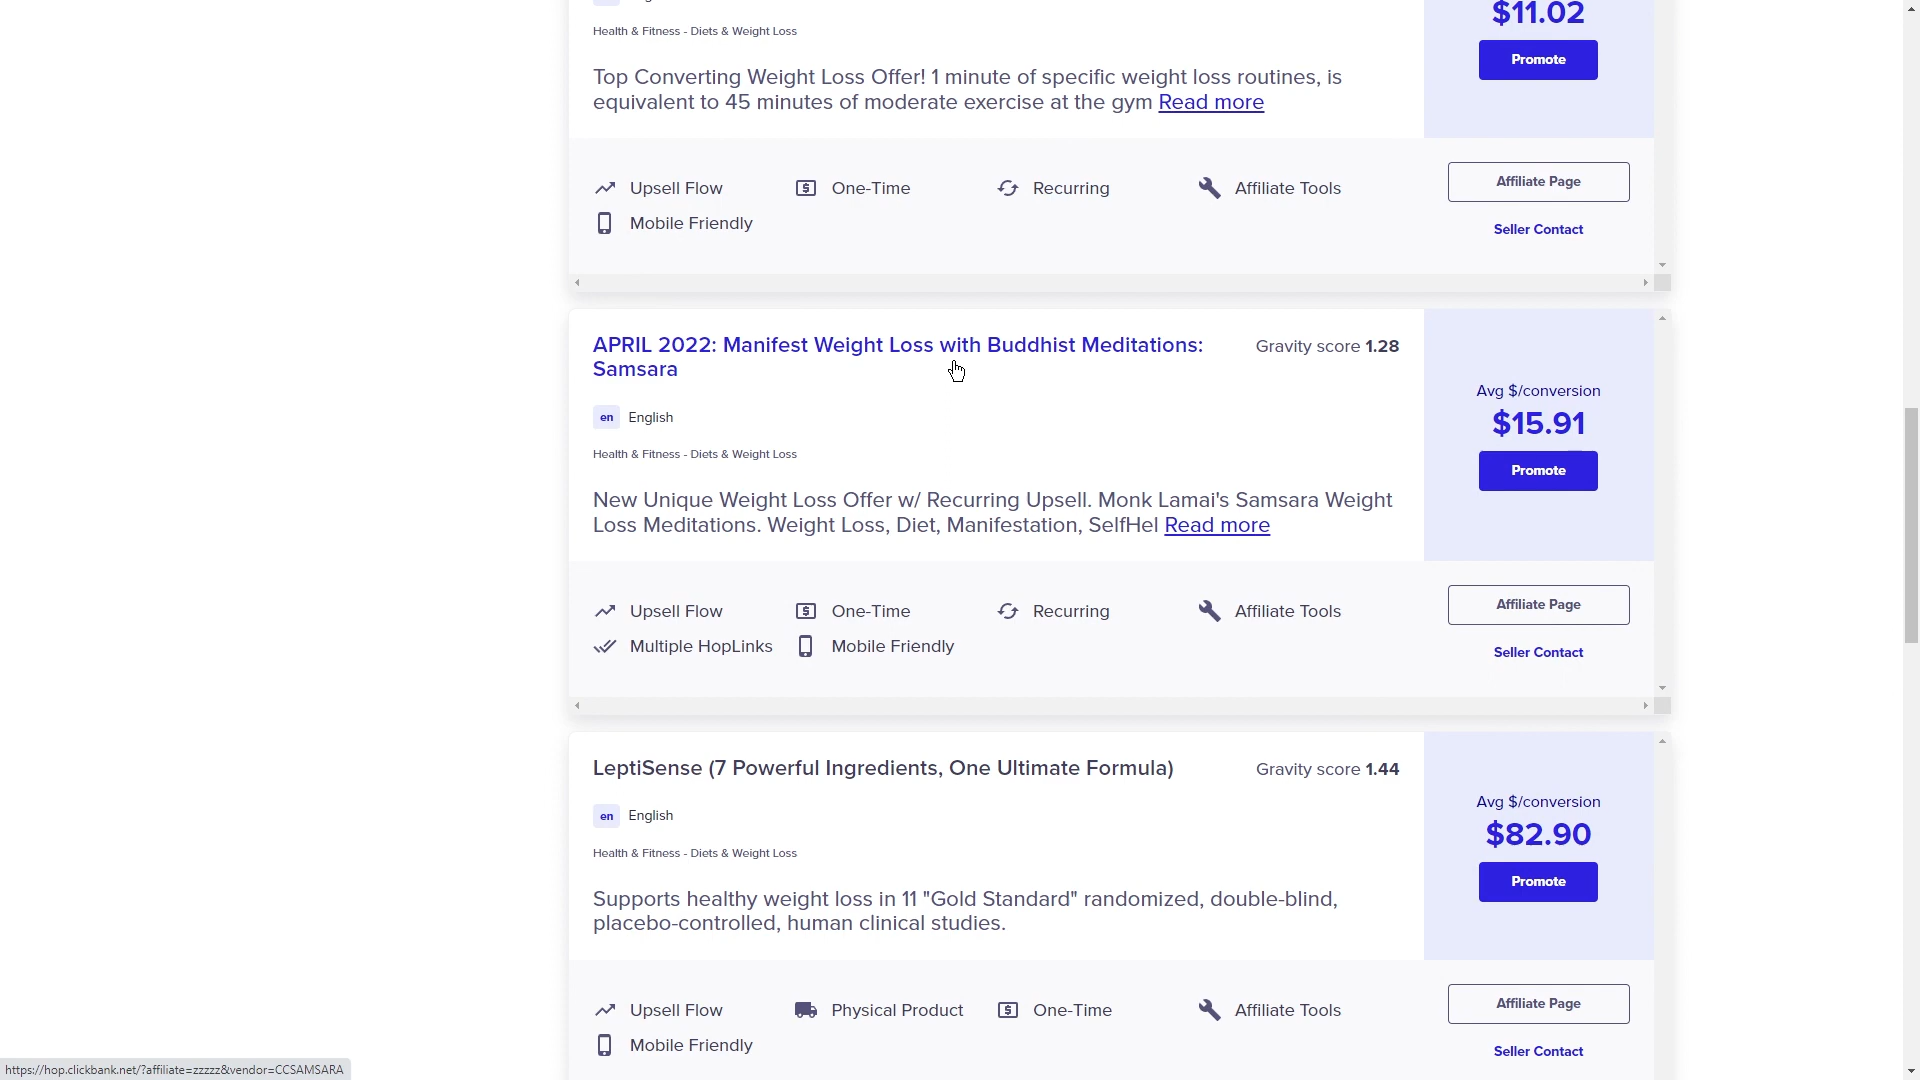 $11.02
Health & Fitness - Diets & Weight Loss
Promote
Top Converting Weight Loss Offer! 1 minute of specific weight loss routines, is
equivalent to 45 minutes of moderate exercise at the gym Read more
Upsell Flow
One-Time
Recurring
Affiliate Tools
Affiliate Page
Mobile Friendly
Seller Contact
APRIL 2022: Manifest Weight Loss with Buddhist Meditations:
Samsara
Gravity score 1.28
en English
Avg $/conversion
$15.91
Promote
Health & Fitness - Diets & Weight Loss
New Unique Weight Loss Offer w/ Recurring Upsell. Monk Lamai's Samsara Weight
Loss Meditations. Weight Loss, Diet, Manifestation, SelfHel Read more
Upsell Flow
One-Time
Recurring
Affiliate Tools
Affiliate Page
Multiple HopLinks
Mobile Friendly
Seller Contact
LeptiSense (7 Powerful Ingredients, One Ultimate Formula)
Gravity score 1.44
en English
Avg $/conversion
$82.90
Promote
Health & Fitness - Diets & Weight Loss
Supports healthy weight loss in 11 "Gold Standard" randomized, double-blind,
placebo-controlled, human clinical studies.
Upsell Flow
Physical Product
One-Time
Affiliate Tools
Affiliate Page
Mobile Friendly
Seller Contact
https://hop.clickbank.net/?affiliate=zzzzz&vendor=CCSAMSARA